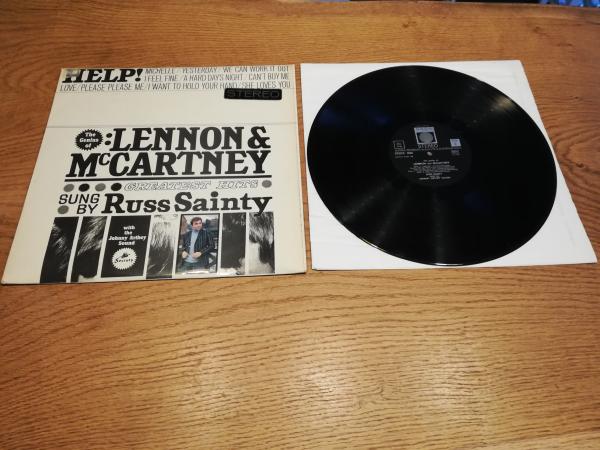 HELP! MICHELLE/YESTERDAY/WE CAN WORK IT OUT
I FEEL FINE/A HARD DAYS NIGHT/CAN'T BUY ME
LOVE/PLEASE PLEASE ME/I WANT TO HOLD YOUR HAND/SHE LOVES YOU
STEREO
The Genius of
:LENNON &
McCARTNEY
GREATEST HITS
SUNG BY Russ Sainty
with the
Johnny Arthey
Sound
Society
STEREO